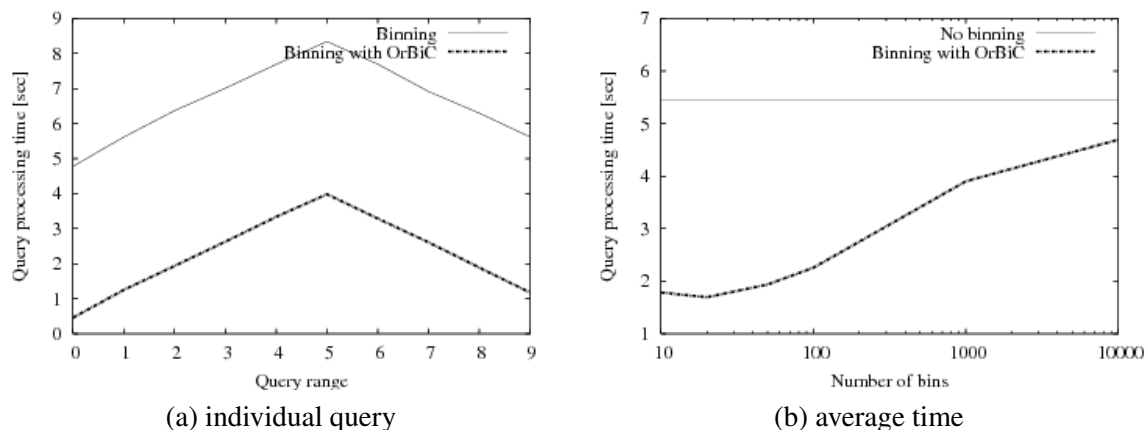 9
8
7
6
5
4
3
2
1
0
Query processing time [sec]
Binning
Binning with OrBiC
0 1 2 3 4 5 6 7 8 9
Query range
(a) individual query
7
6
5
4
3
2
1
Query processing time [sec]
No binning
Binning with OrBiC
10 100 1000 10000
Number of bins
(b) average time